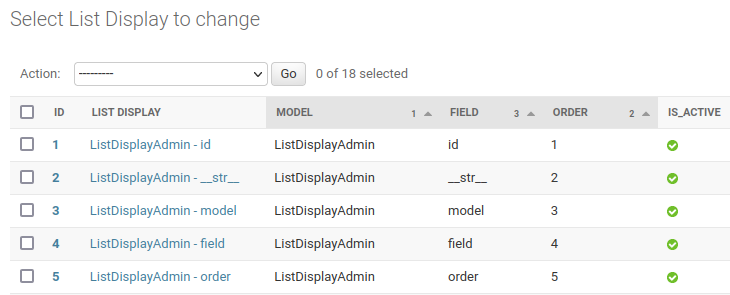 Select List Display to change
Action: --------- Go 0 of 18 selected
ID LIST DISPLAY MODEL 1 FIELD 3 ORDER 2 IS_ACTIVE
1 ListDisplayAdmin - id ListDisplayAdmin id 1
2 ListDisplayAdmin - __str__ ListDisplayAdmin __str__ 2
3 ListDisplayAdmin - model ListDisplayAdmin model 3
4 ListDisplayAdmin - field ListDisplayAdmin field 4
5 ListDisplayAdmin - order ListDisplayAdmin order 5